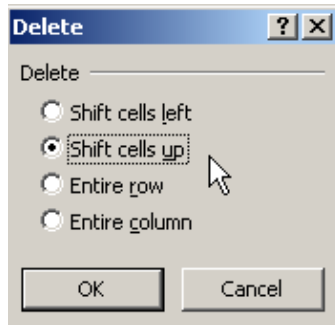 Delete ? X
Delete
Shift cells left
Shift cells up
Entire row
Entire column
OK Cancel